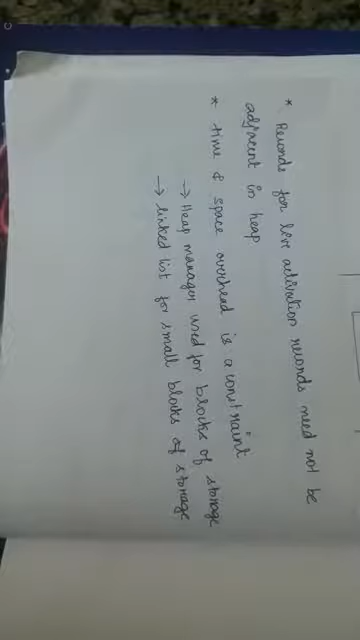 * Records for live activation records need not be
adjacent in heap
* time & space overhead is a constraint
→ Heap manager used for blocks of storage
→ linked list for small blocks of storage